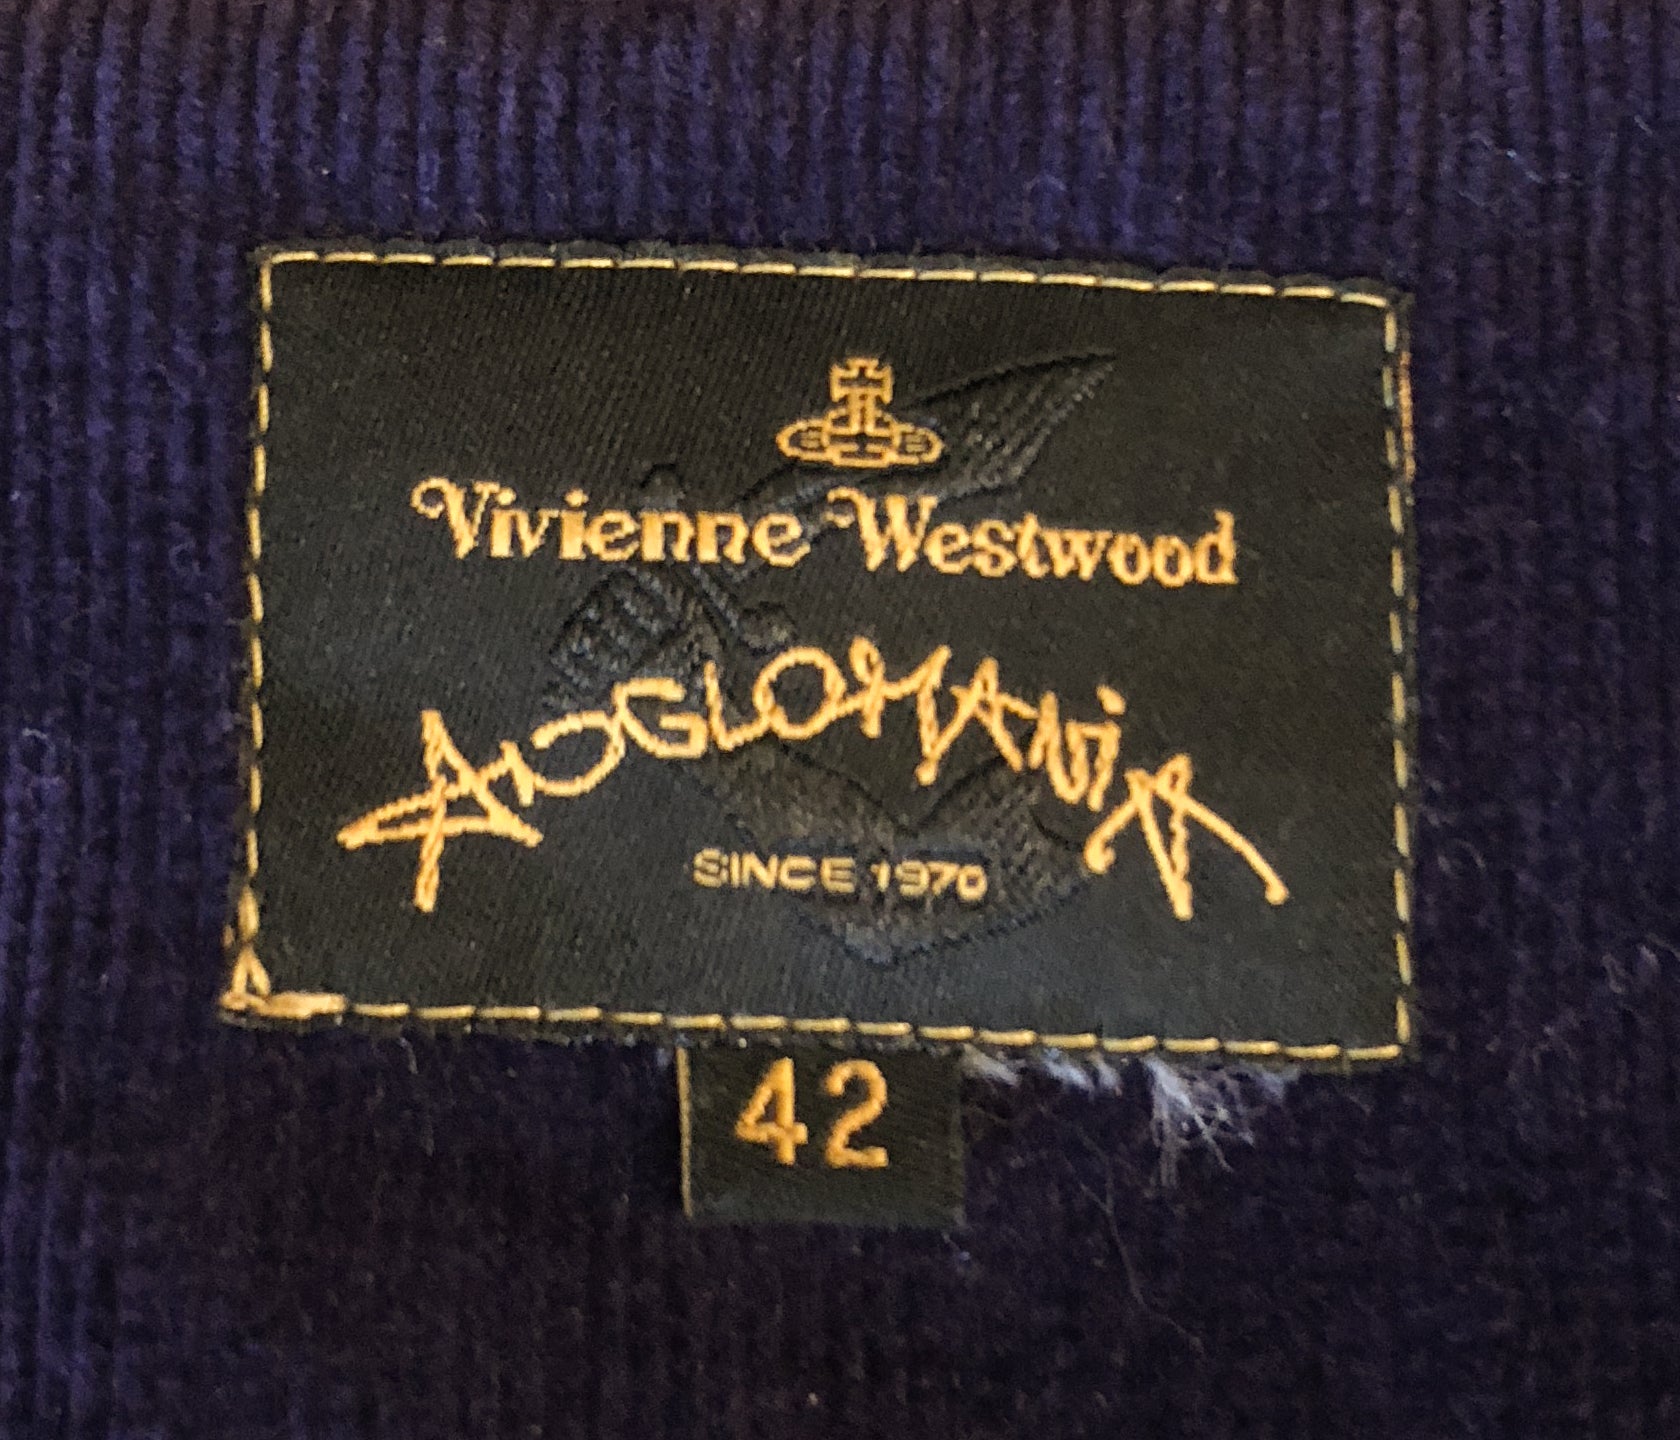 Vivienne Westwood
ANGLOMANiA
SINCE 1970
42